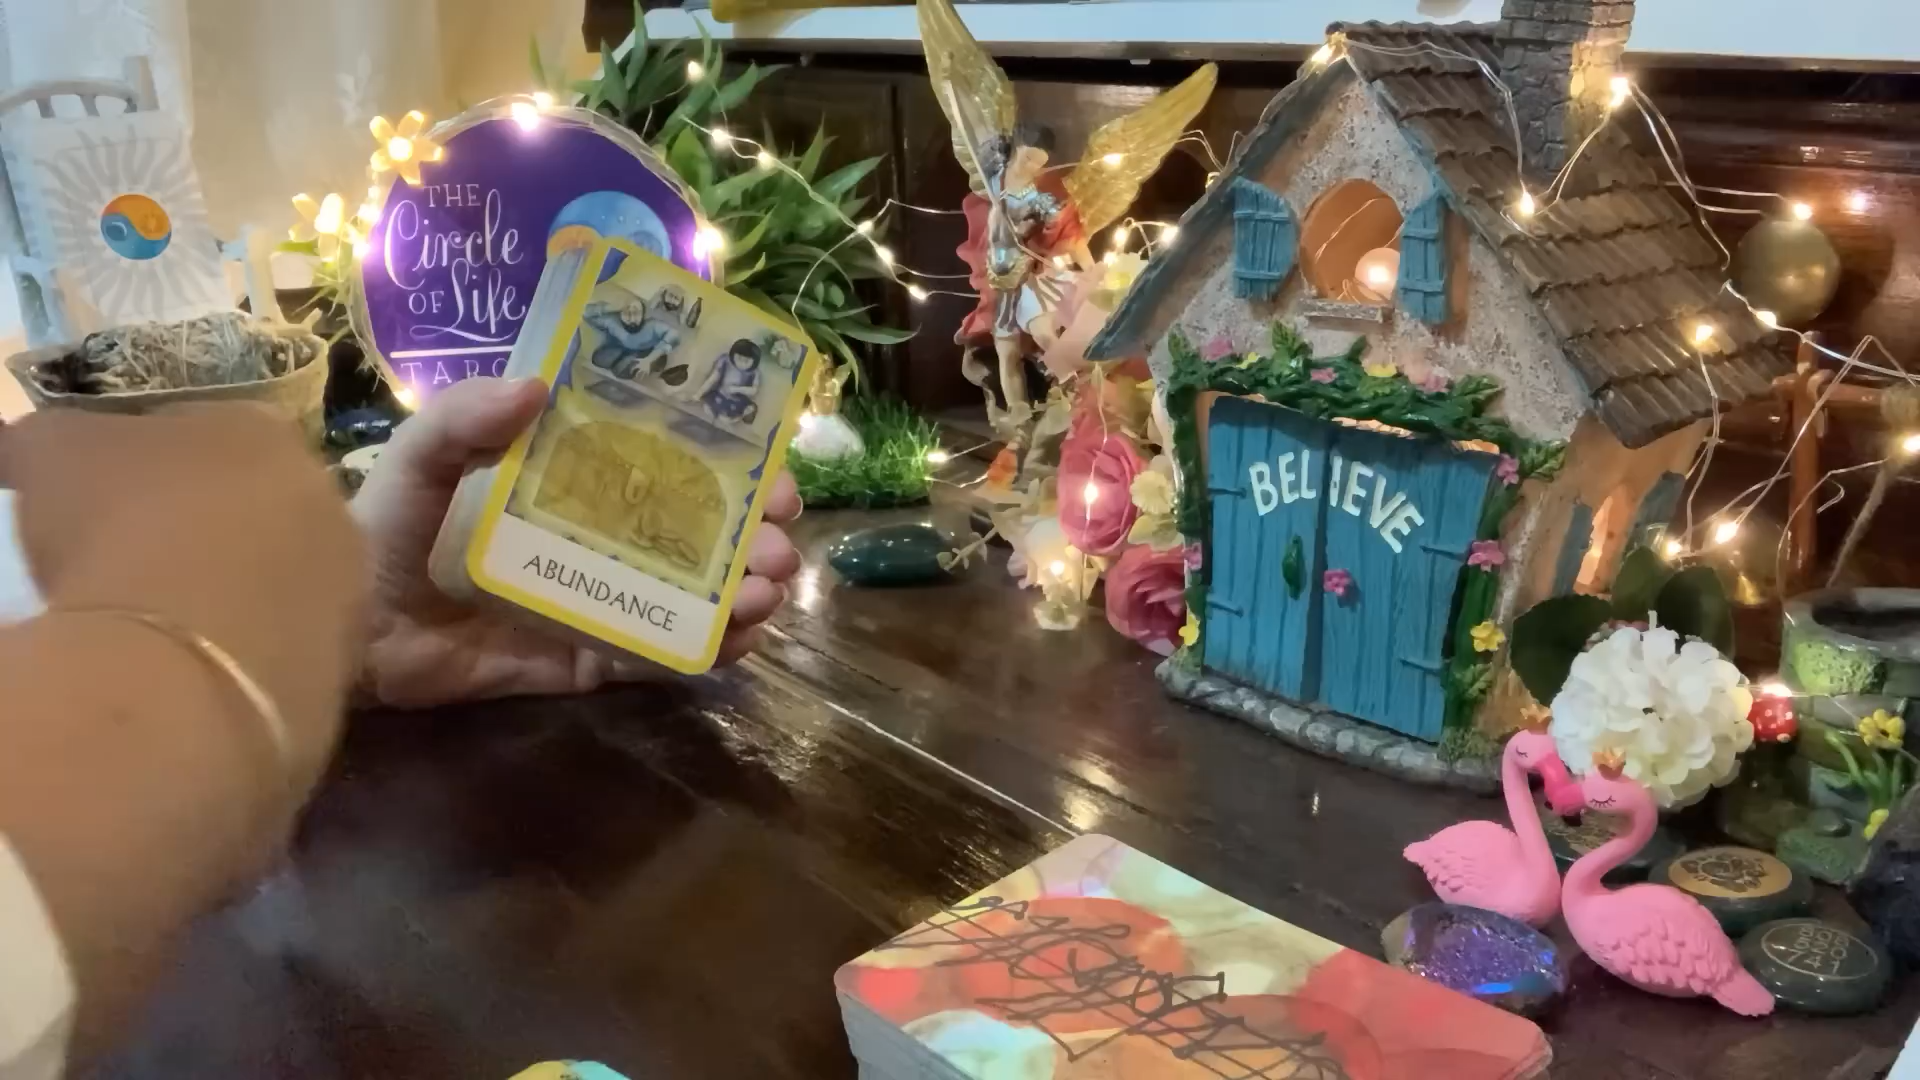 THE
Circle
OF Life
TARO
ABUNDANCE
BELIEVE